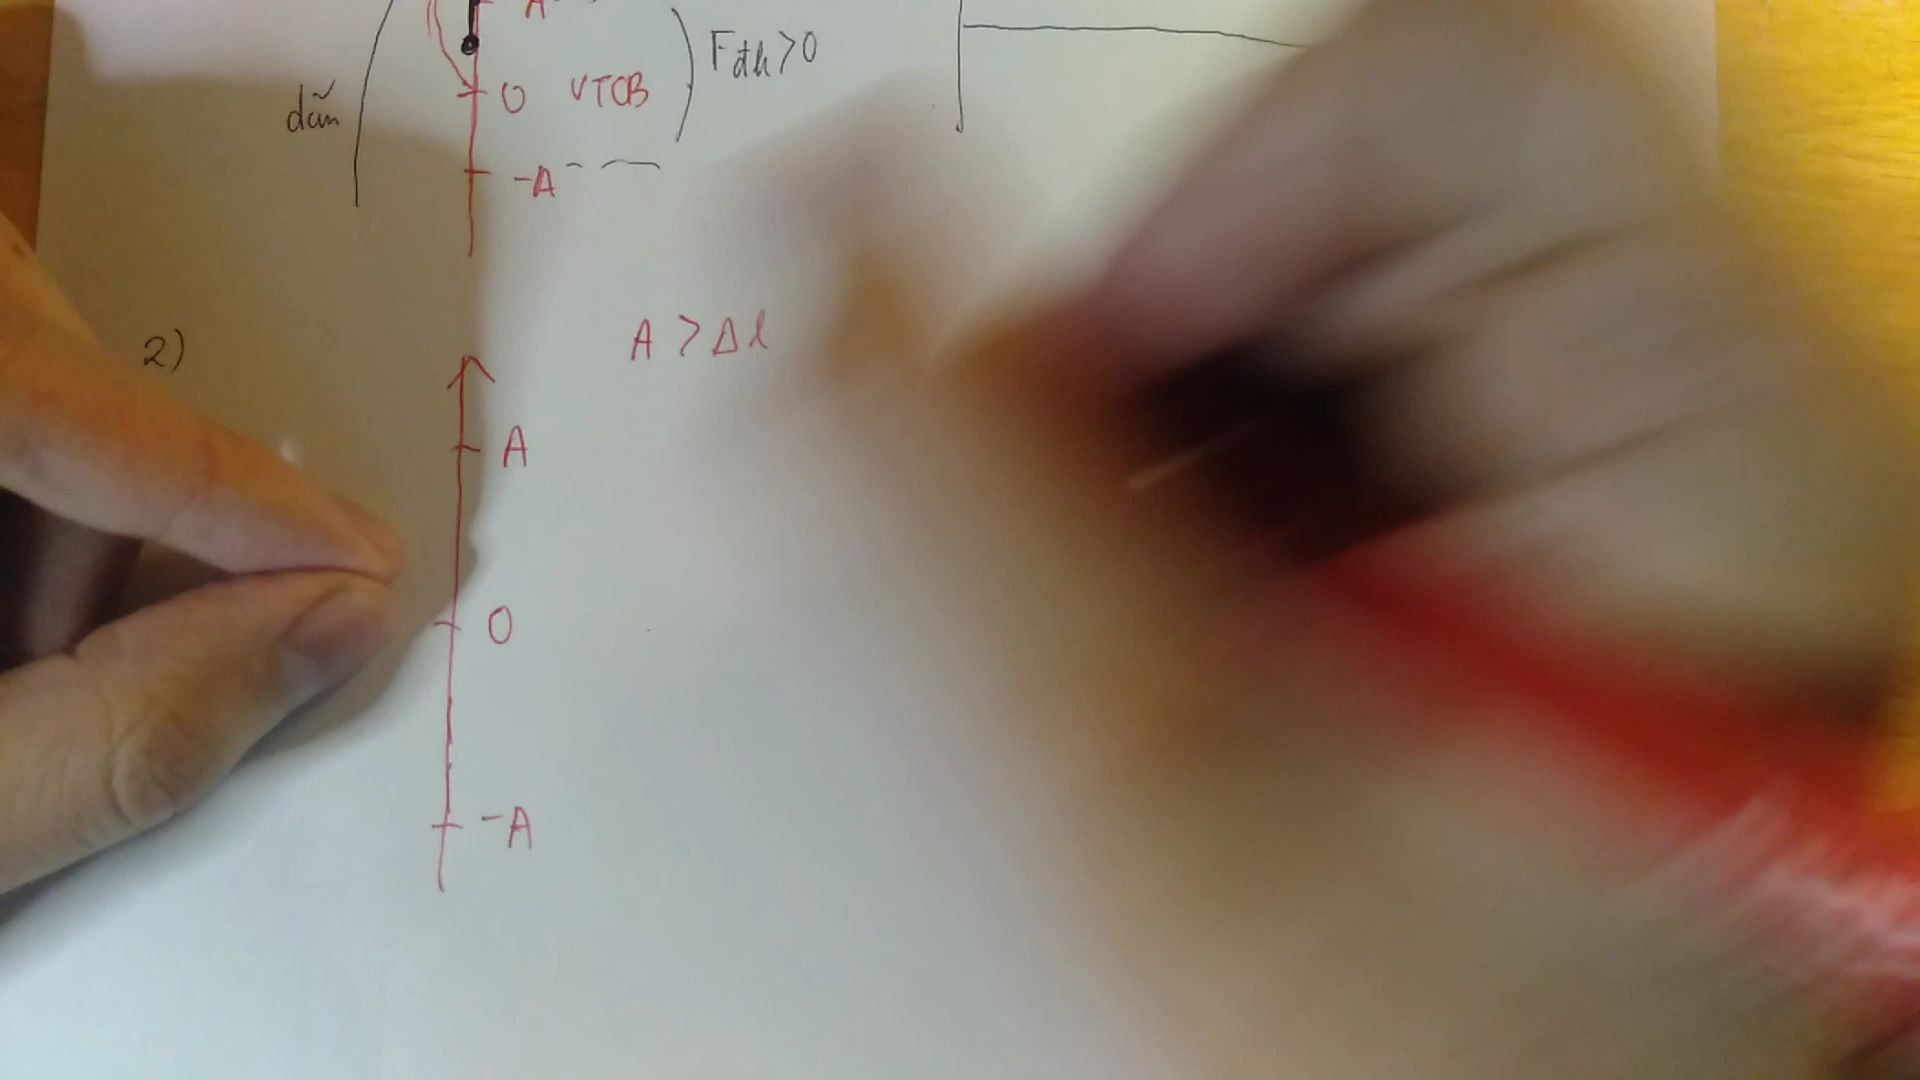 A
dãn
O VTCB
Fđh>0
-A
2)
A > Δl
A
O
-A